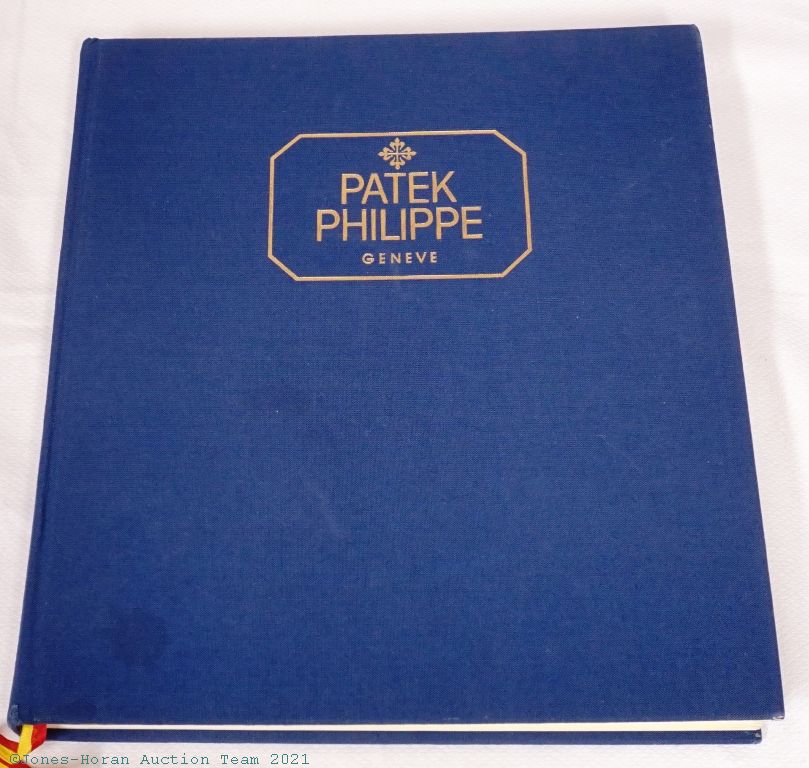 PATEK
PHILIPPE
GENEVE
©Jones-Horan Auction Team 2021